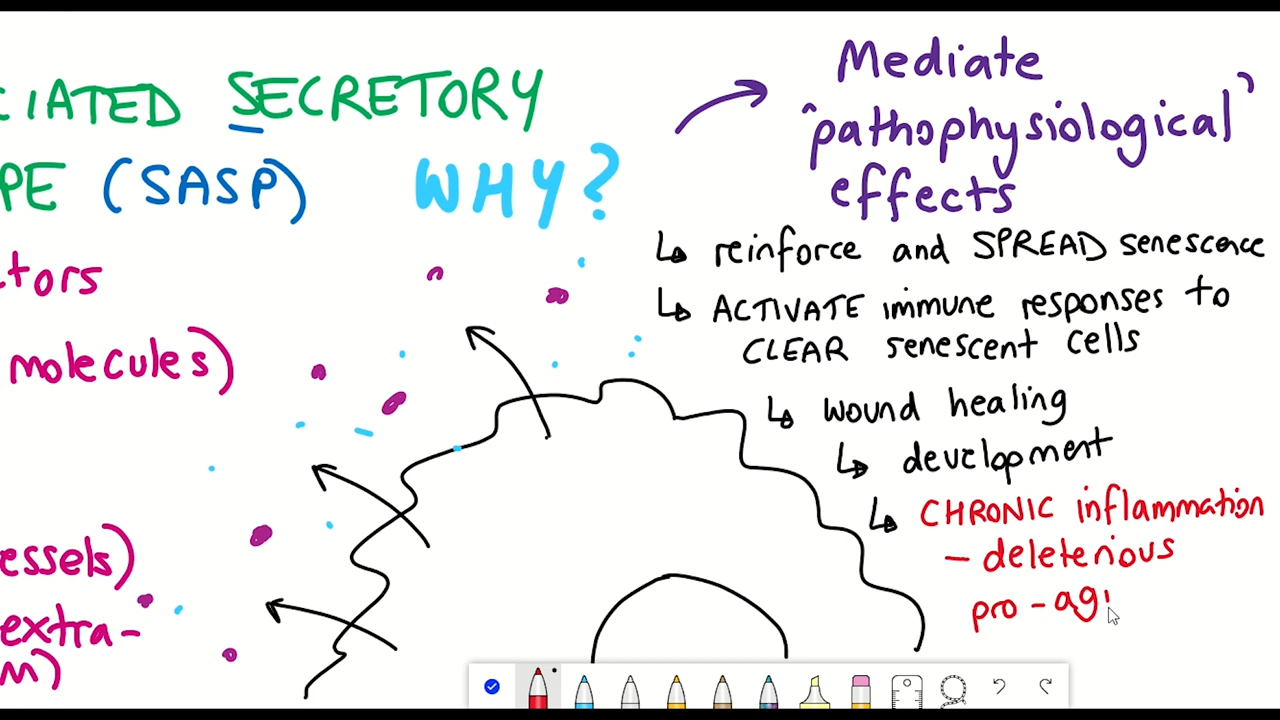 CIATED SECRETORY
PE (SASP)
WHY?
tors
molecules)
essels)
extra-
M)
Mediate
"pathophysiological"
effects
↳ reinforce and SPREAD senescence
↳ ACTIVATE immune responses to
CLEAR senescent cells
↳ wound healing
↳ development
↳ CHRONIC inflammation
- deleterious
pro-agi